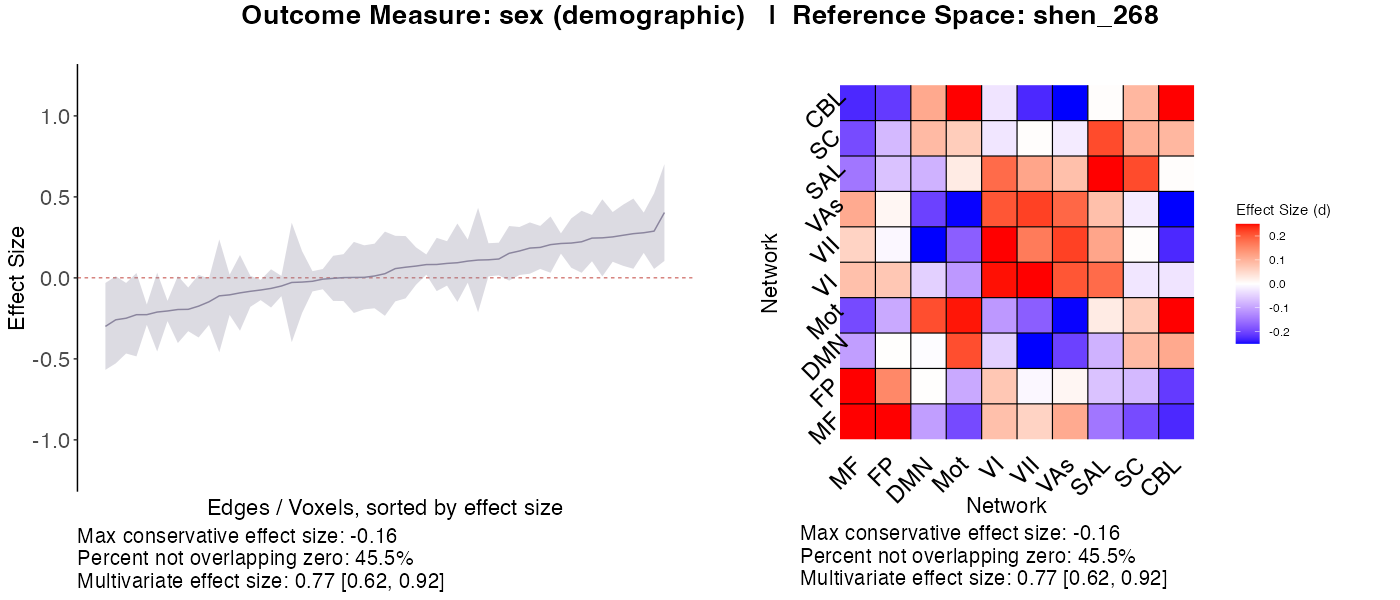 Outcome Measure: sex (demographic) | Reference Space: shen_268
1.0
0.5
0.0
-0.5
-1.0
Effect Size
Edges / Voxels, sorted by effect size
Max conservative effect size: -0.16
Percent not overlapping zero: 45.5%
Multivariate effect size: 0.77 [0.62, 0.92]
CBL
SC
SAL
VAs
VII
VI
Mot
DMN
FP
MF
Network
MF
FP
DMN
Mot
VI
VII
VAs
SAL
SC
CBL
Network
Max conservative effect size: -0.16
Percent not overlapping zero: 45.5%
Multivariate effect size: 0.77 [0.62, 0.92]
Effect Size (d)
0.2
0.1
0.0
-0.1
-0.2